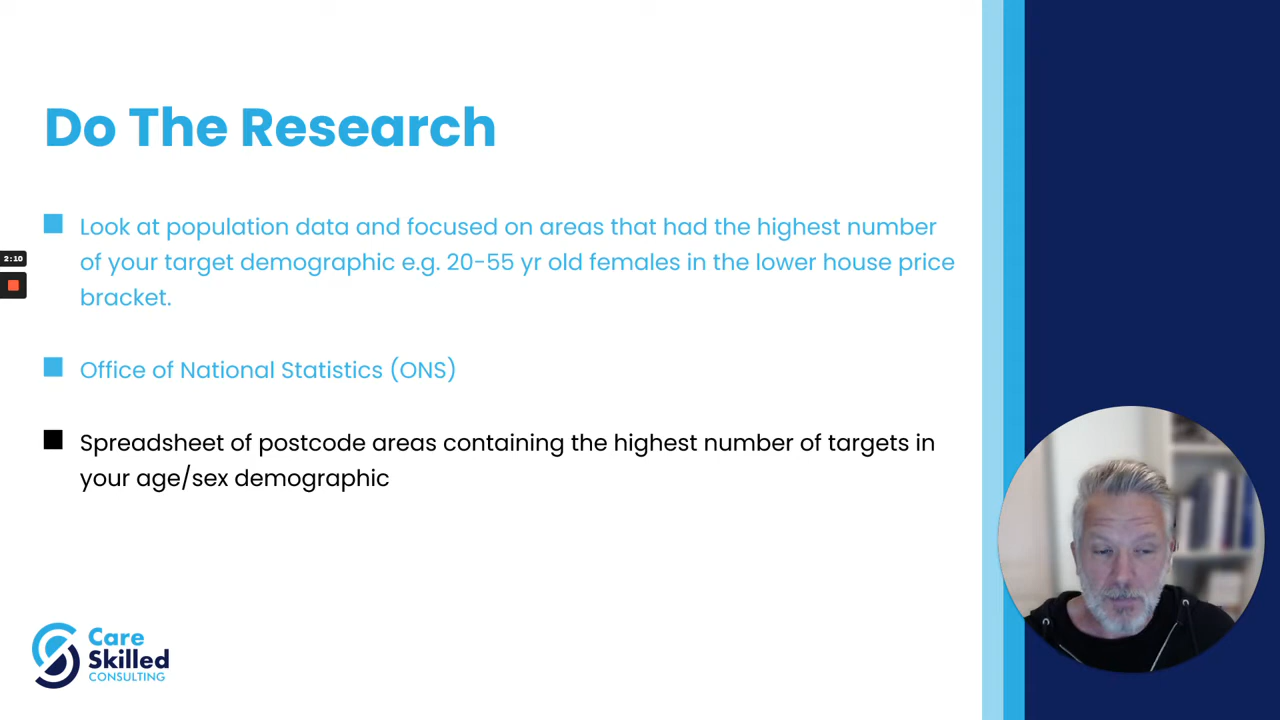 Do The Research
Look at population data and focused on areas that had the highest number
of your target demographic e.g. 20-55 yr old females in the lower house price
bracket.
2:10
Office of National Statistics (ONS)
Spreadsheet of postcode areas containing the highest number of targets in
your age/sex demographic
Care
Skilled
CONSULTING